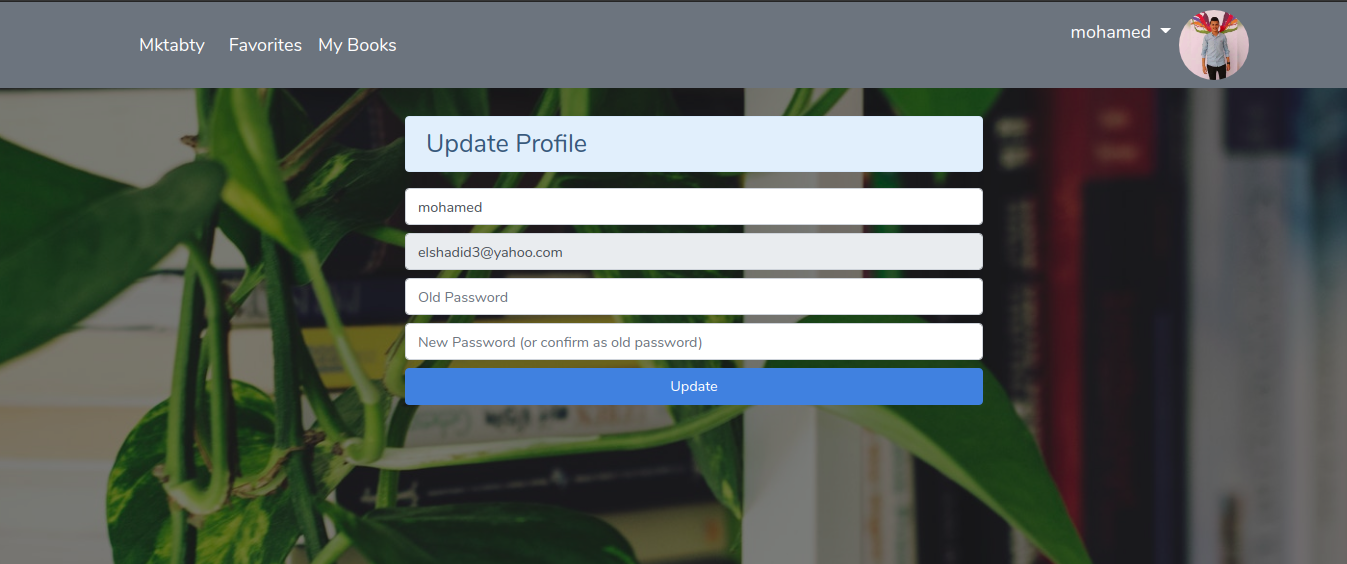 Mktabty Favorites My Books mohamed
Update Profile
mohamed
elshadid3@yahoo.com
Old Password
New Password (or confirm as old password)
Update